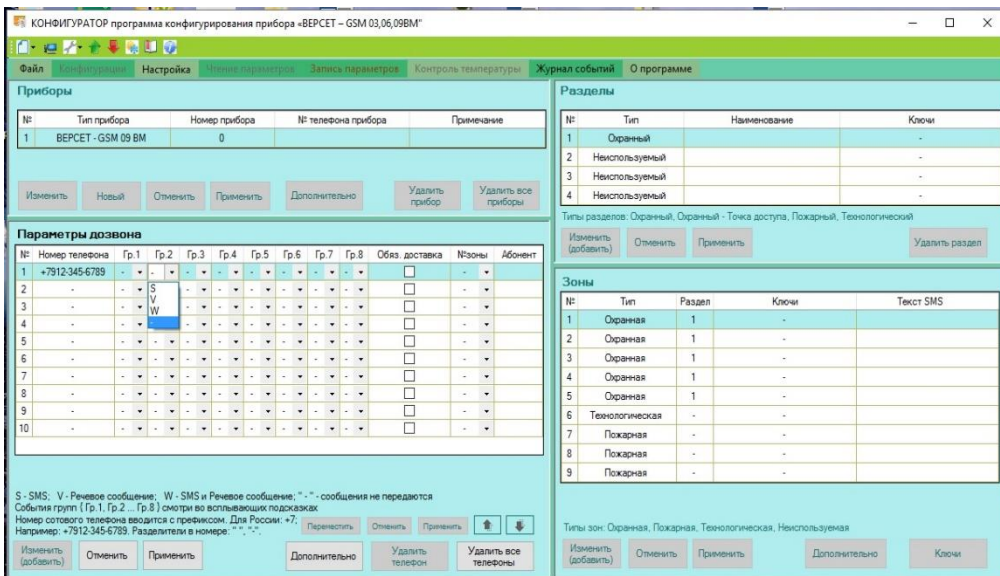 КОНФИГУРАТОР программа конфигурирования прибора «ВЕРСЕТ – GSM 03,06,09ВМ"
Файл Конфигурации Настройка Чтение параметров Запись параметров Контроль температуры Журнал событий О программе
Приборы
№ Тип прибора Номер прибора № телефона прибора Примечание
1 ВЕРСЕТ - GSM 09 ВМ 0
Изменить Новый Отменить Применить Дополнительно Удалить прибор Удалить все приборы
Параметры дозвона
№ Номер телефона Гр.1 Гр.2 Гр.3 Гр.4 Гр.5 Гр.6 Гр.7 Гр.8 Обяз. доставка №зоны Абонент
1 +7912-345-6789 - - - - - - - - -
S
V
W
-
2 - - - - - - - - -
3 - - - - - - - - -
4 - - - - - - - - -
5 - - - - - - - - - -
6 - - - - - - - - - -
7 - - - - - - - - - -
8 - - - - - - - - - -
9 - - - - - - - - - -
10 - - - - - - - - - -
S - SMS; V - Речевое сообщение; W - SMS и Речевое сообщение; " - " - сообщения не передаются
События групп ( Гр.1, Гр.2 ... Гр.8 ) смотри во всплывающих подсказках
Номер сотового телефона вводится с префиксом. Для России: +7;
Например: +7912-345-6789. Разделители в номере: " ", "-".
Переместить Отменить Применить
Изменить (добавить) Отменить Применить Дополнительно Удалить телефон Удалить все телефоны
Разделы
№ Тип Наименование Ключи
1 Охранный -
2 Неиспользуемый -
3 Неиспользуемый -
4 Неиспользуемый -
Типы разделов: Охранный, Охранный - Точка доступа, Пожарный, Технологический
Изменить (добавить) Отменить Применить Удалить раздел
Зоны
№ Тип Раздел Ключи Текст SMS
1 Охранная 1 -
2 Охранная 1 -
3 Охранная 1 -
4 Охранная 1 -
5 Охранная 1 -
6 Технологическая - -
7 Пожарная - -
8 Пожарная - -
9 Пожарная - -
Типы зон: Охранная, Пожарная, Технологическая, Неиспользуемая
Изменить (добавить) Отменить Применить Дополнительно Ключи